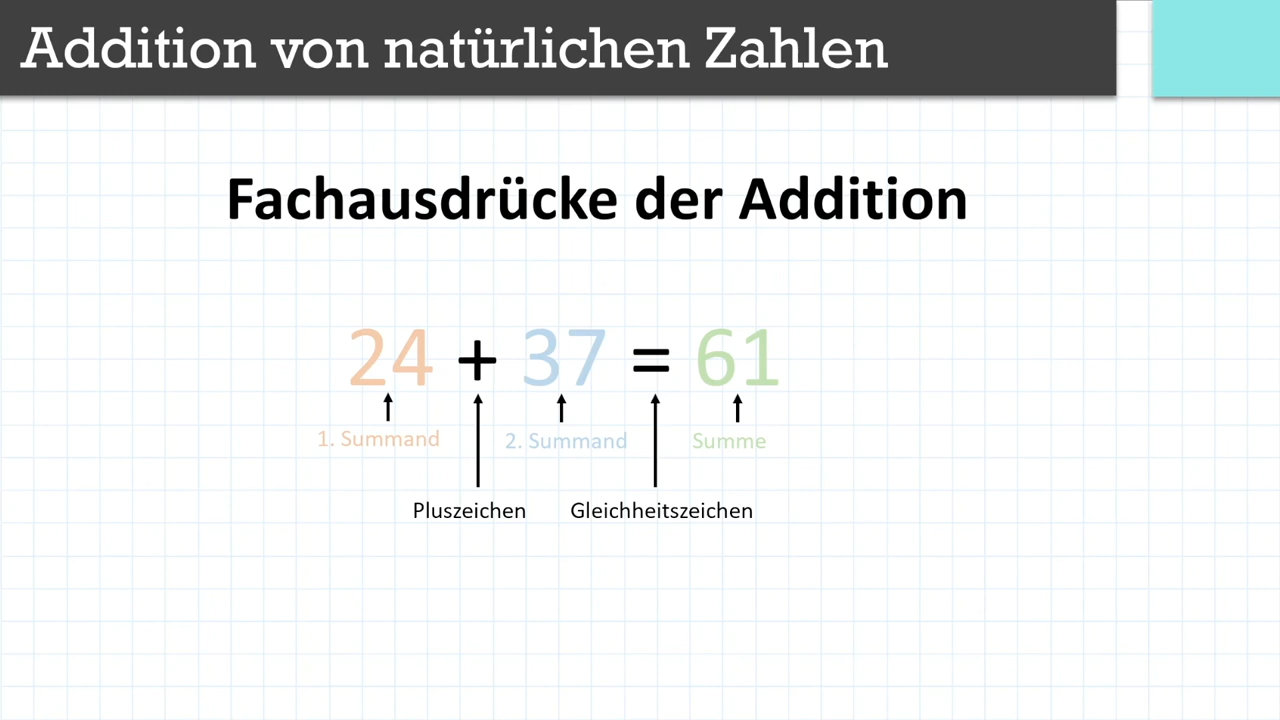 Addition von natürlichen Zahlen
Fachausdrücke der Addition
24 + 37 = 61
1. Summand 2. Summand Summe
Pluszeichen Gleichheitszeichen